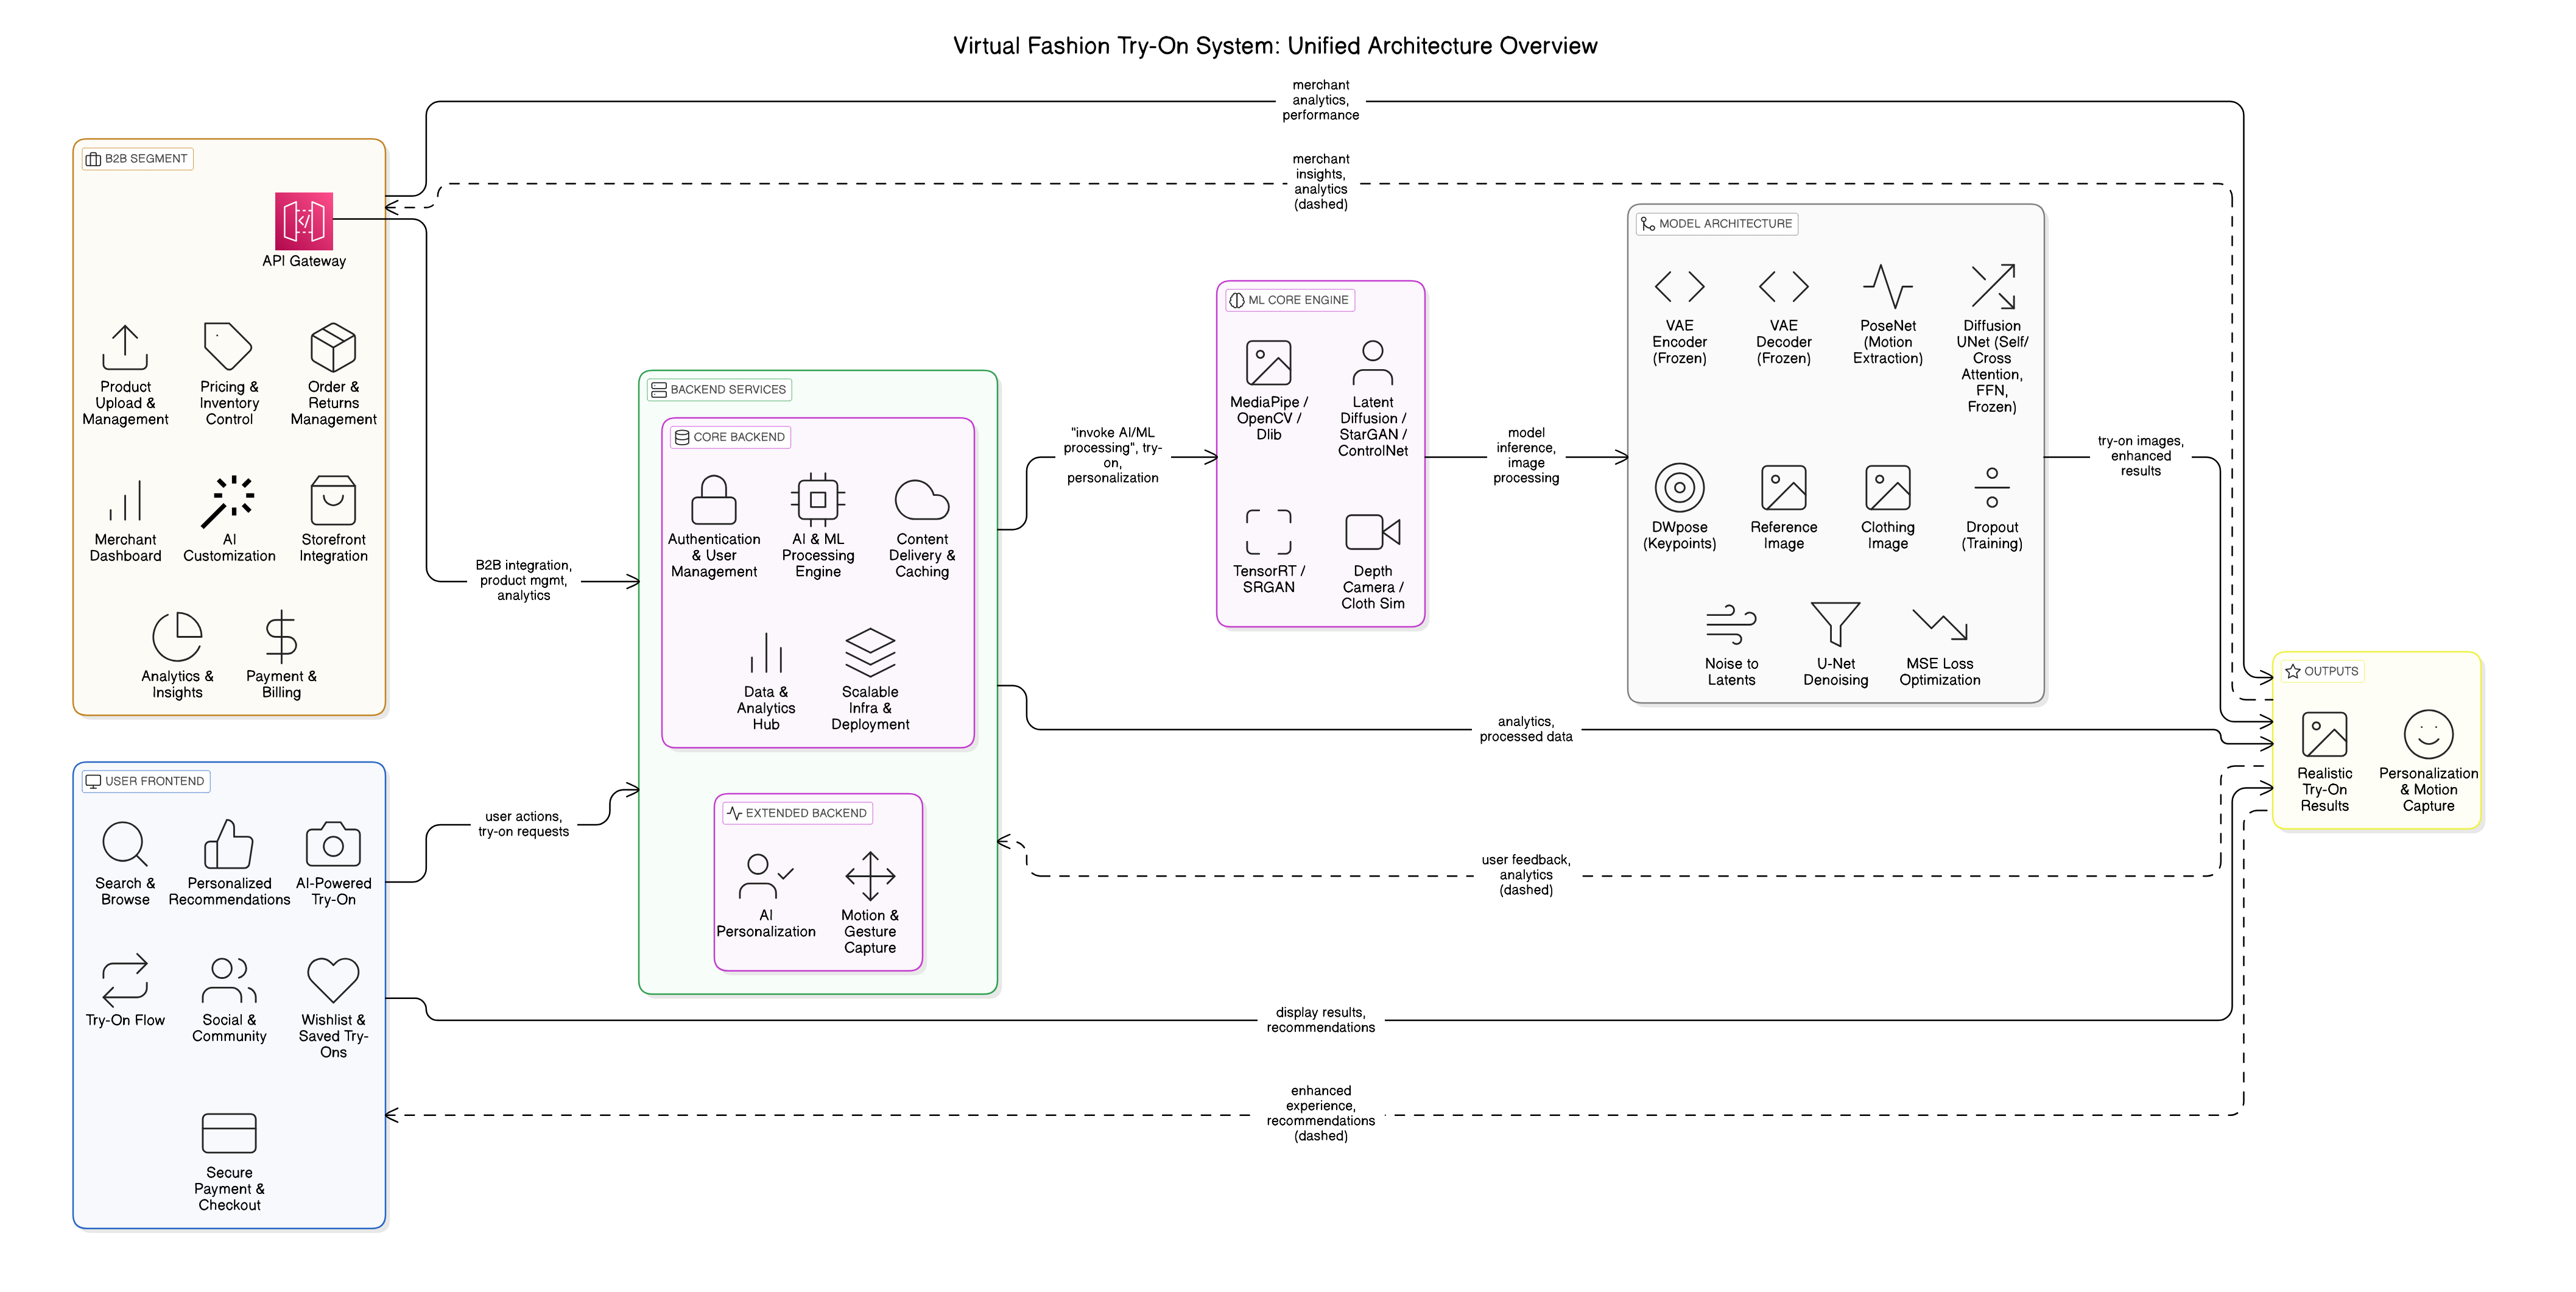 Virtual Fashion Try-On System: Unified Architecture Overview
merchant
analytics,
performance
merchant
insights,
analytics
(dashed)
B2B SEGMENT
API Gateway
Product
Upload &
Management
Pricing &
Inventory
Control
Order &
Returns
Management
Merchant
Dashboard
AI
Customization
Storefront
Integration
Analytics &
Insights
Payment &
Billing
B2B integration,
product mgmt,
analytics
USER FRONTEND
Search &
Browse
Personalized
Recommendations
AI-Powered
Try-On
Try-On Flow
Social &
Community
Wishlist &
Saved Try-
Ons
Secure
Payment &
Checkout
user actions,
try-on requests
BACKEND SERVICES
CORE BACKEND
Authentication
& User
Management
AI & ML
Processing
Engine
Content
Delivery &
Caching
Data &
Analytics
Hub
Scalable
Infra &
Deployment
EXTENDED BACKEND
AI
Personalization
Motion &
Gesture
Capture
"invoke AI/ML
processing", try-
on,
personalization
ML CORE ENGINE
MediaPipe /
OpenCV /
Dlib
Latent
Diffusion /
StarGAN /
ControlNet
TensorRT /
SRGAN
Depth
Camera /
Cloth Sim
model
inference,
image
processing
MODEL ARCHITECTURE
VAE
Encoder
(Frozen)
VAE
Decoder
(Frozen)
PoseNet
(Motion
Extraction)
Diffusion
UNet (Self/
Cross
Attention,
FFN,
Frozen)
DWpose
(Keypoints)
Reference
Image
Clothing
Image
Dropout
(Training)
Noise to
Latents
U-Net
Denoising
MSE Loss
Optimization
try-on images,
enhanced
results
analytics,
processed data
user feedback,
analytics
(dashed)
display results,
recommendations
enhanced
experience,
recommendations
(dashed)
OUTPUTS
Realistic
Try-On
Results
Personalization
& Motion
Capture